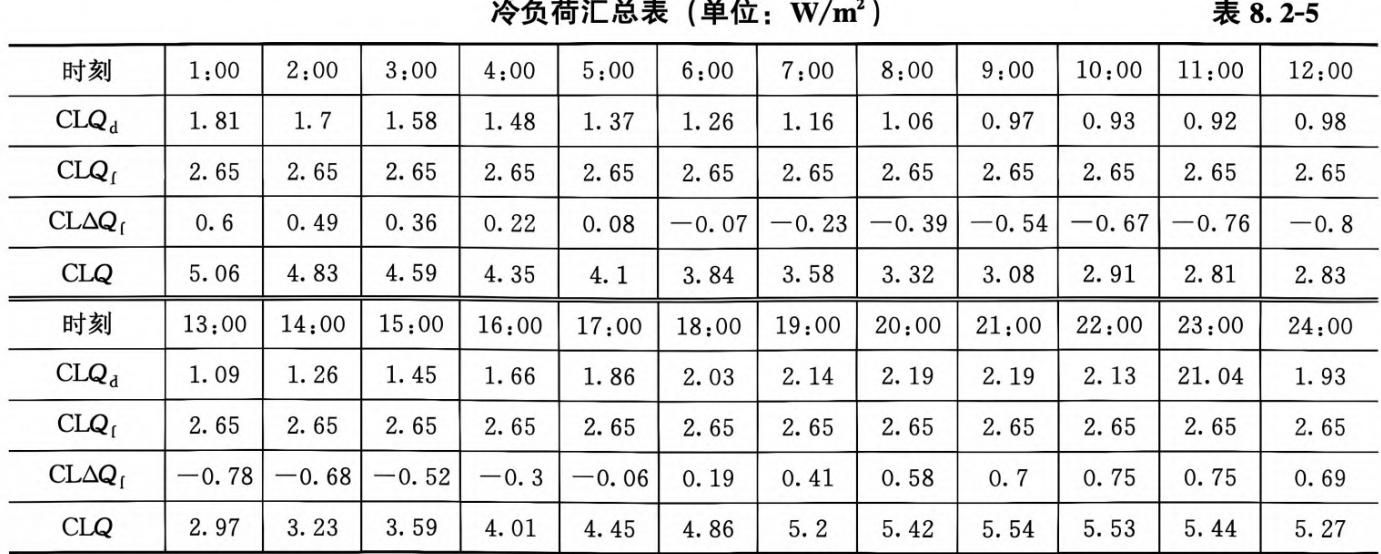 冷负荷汇总表（单位：W/m²） 表 8.2-5
时刻 1:00 2:00 3:00 4:00 5:00 6:00 7:00 8:00 9:00 10:00 11:00 12:00
CLQd 1.81 1.7 1.58 1.48 1.37 1.26 1.16 1.06 0.97 0.93 0.92 0.98
CLQf 2.65 2.65 2.65 2.65 2.65 2.65 2.65 2.65 2.65 2.65 2.65 2.65
CLΔQf 0.6 0.49 0.36 0.22 0.08 −0.07 −0.23 −0.39 −0.54 −0.67 −0.76 −0.8
CLQ 5.06 4.83 4.59 4.35 4.1 3.84 3.58 3.32 3.08 2.91 2.81 2.83
时刻 13:00 14:00 15:00 16:00 17:00 18:00 19:00 20:00 21:00 22:00 23:00 24:00
CLQd 1.09 1.26 1.45 1.66 1.86 2.03 2.14 2.19 2.19 2.13 21.04 1.93
CLQf 2.65 2.65 2.65 2.65 2.65 2.65 2.65 2.65 2.65 2.65 2.65 2.65
CLΔQf −0.78 −0.68 −0.52 −0.3 −0.06 0.19 0.41 0.58 0.7 0.75 0.75 0.69
CLQ 2.97 3.23 3.59 4.01 4.45 4.86 5.2 5.42 5.54 5.53 5.44 5.27